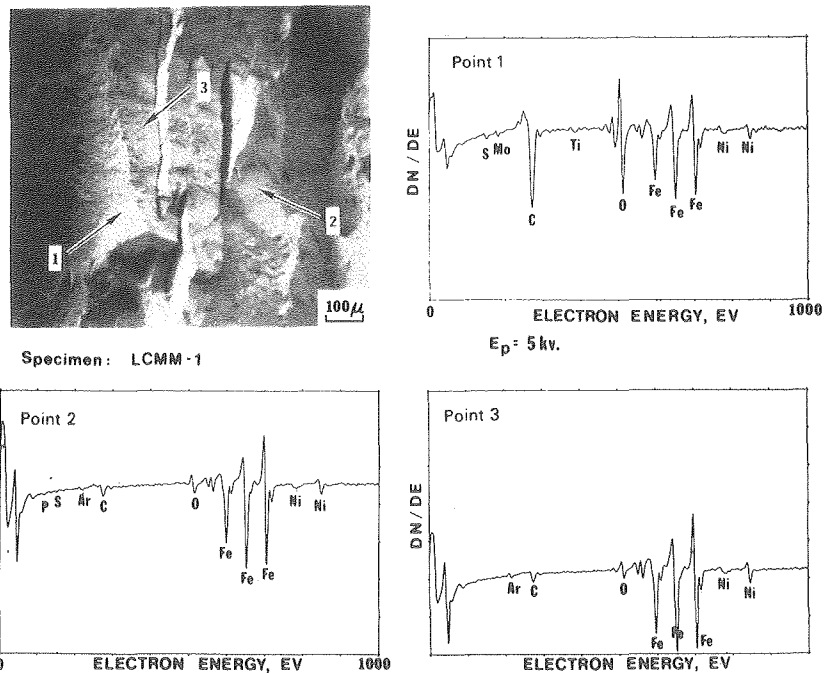 3
2
1
100μ
Specimen: LCMM-1
Point 1
DN / DE
S Mo
C
Ti
O
Fe
Fe
Fe
Ni
Ni
0
ELECTRON ENERGY, EV
1000
Ep = 5 kv.
Point 2
P S Ar C
O
Fe
Fe
Fe
Ni
Ni
0
ELECTRON ENERGY, EV
1000
Point 3
DN / DE
Ar C
O
Fe
Fe
Fe
Ni
Ni
ELECTRON ENERGY, EV